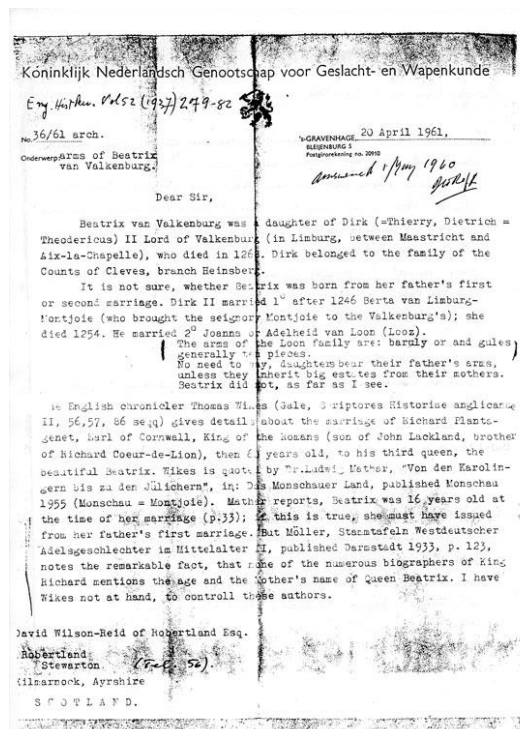 Koninklijk Nederlandsch Genootschap voor Geslacht- en Wapenkunde
Eng. Hist Rev. Vol 52 (1937) 279-82
No. 36/61 arch.
's-GRAVENHAGE, 20 April 1961,
BLEIJENBURG 5
Postgirorekening no. 20910
Onderwerp: arms of Beatrix
van Valkenburg.
answered 1 May 1960
Dear Sir,
Beatrix van Valkenburg was a daughter of Dirk (=Thierry, Dietrich =
Theodericus) II Lord of Valkenburg (in Limburg, between Maastricht and
Aix-la-Chapelle), who died in 1268. Dirk belonged to the family of the
Counts of Cleves, branch Heinsberg.
It is not sure, whether Beatrix was born from her father's first
or second marriage. Dirk II married 1° after 1246 Berta van Limburg-
Montjoie (who brought the seignory Montjoie to the Valkenburg's); she
died 1254. He married 2° Joanna or Adelheid van Loon (Looz).
The arms of the Loon family are: baruly or and gules
generally ten pieces.
No need to say, daughters bear their father's arms,
unless they inherit big estates from their mothers.
Beatrix did not, as far as I see.
The English chronicler Thomas Wikes (Gale, Scriptores Historiae anglicanae
II, 56,57, 86 seqq) gives details about the marriage of Richard Planta-
genet, Earl of Cornwall, King of the Romans (son of John Lackland, brother
of Richard Coeur-de-Lion), then years old, to his third queen, the
beautiful Beatrix. Wikes is quoted by Dr. Ludwig Mathar, "Von den Karolin-
gern bis zu den Jülichern", in: Das Monschauer Land, published Monschau
1955 (Monschau = Montjoie). Mathar reports, Beatrix was 16 years old at
the time of her marriage (p.33); if this is true, she must have issued
from her father's first marriage. But Möller, Stammtafeln Westdeutscher
Adelsgeschlechter im Mittelalter I, published Darmstadt 1933, p. 123,
notes the remarkable fact, that none of the numerous biographers of King
Richard mentions the age and the mother's name of Queen Beatrix. I have
Wikes not at hand, to controll these authors.
David Wilson-Reid of Robertland Esq.
Robertland
Stewarton (Tel. 56).
Kilmarnock, Ayrshire
SCOTLAND.